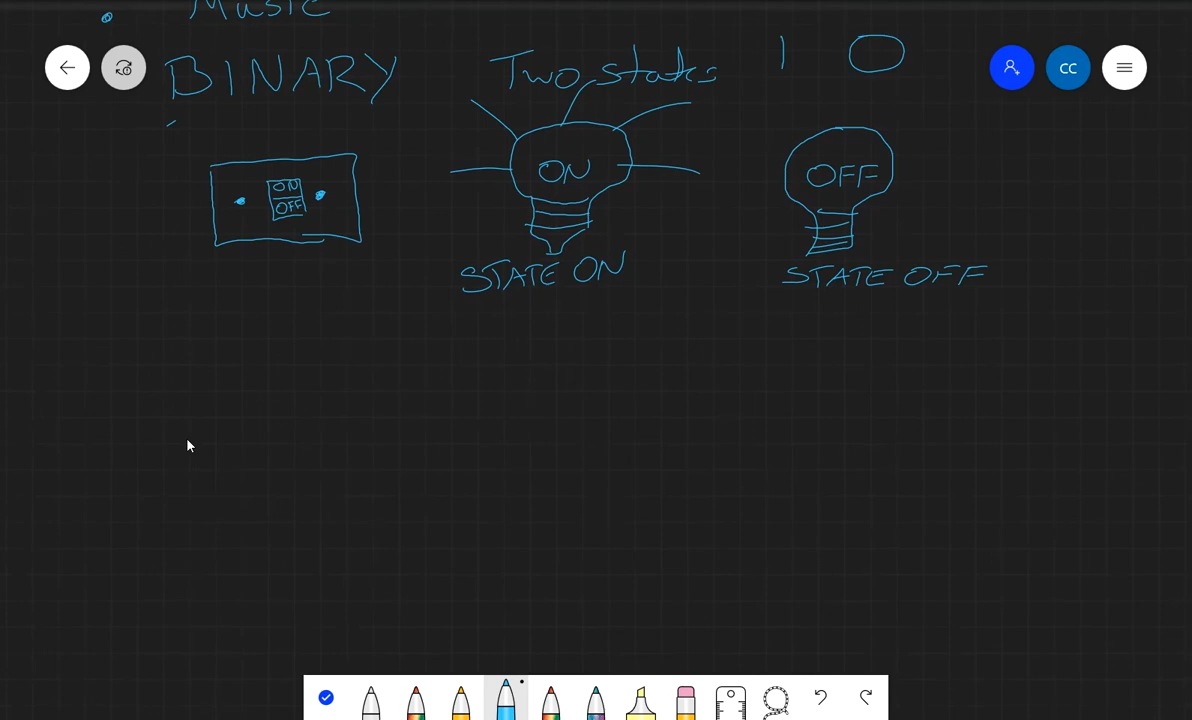 Music
BINARY Two states 1 0
CC
ON
OFF
ON
OFF
STATE ON
STATE OFF